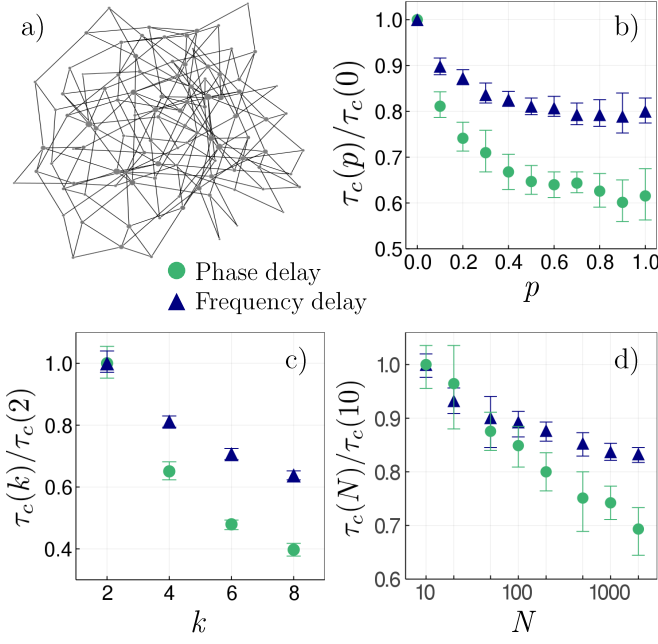 a)
b)
τc(p)/τc(0)
1.0
0.9
0.8
0.7
0.6
0.5
0.0 0.2 0.4 0.6 0.8 1.0
p
Phase delay
Frequency delay
c)
τc(k)/τc(2)
1.0
0.8
0.6
0.4
2 4 6 8
k
d)
τc(N)/τc(10)
1.0
0.9
0.8
0.7
0.6
10 100 1000
N